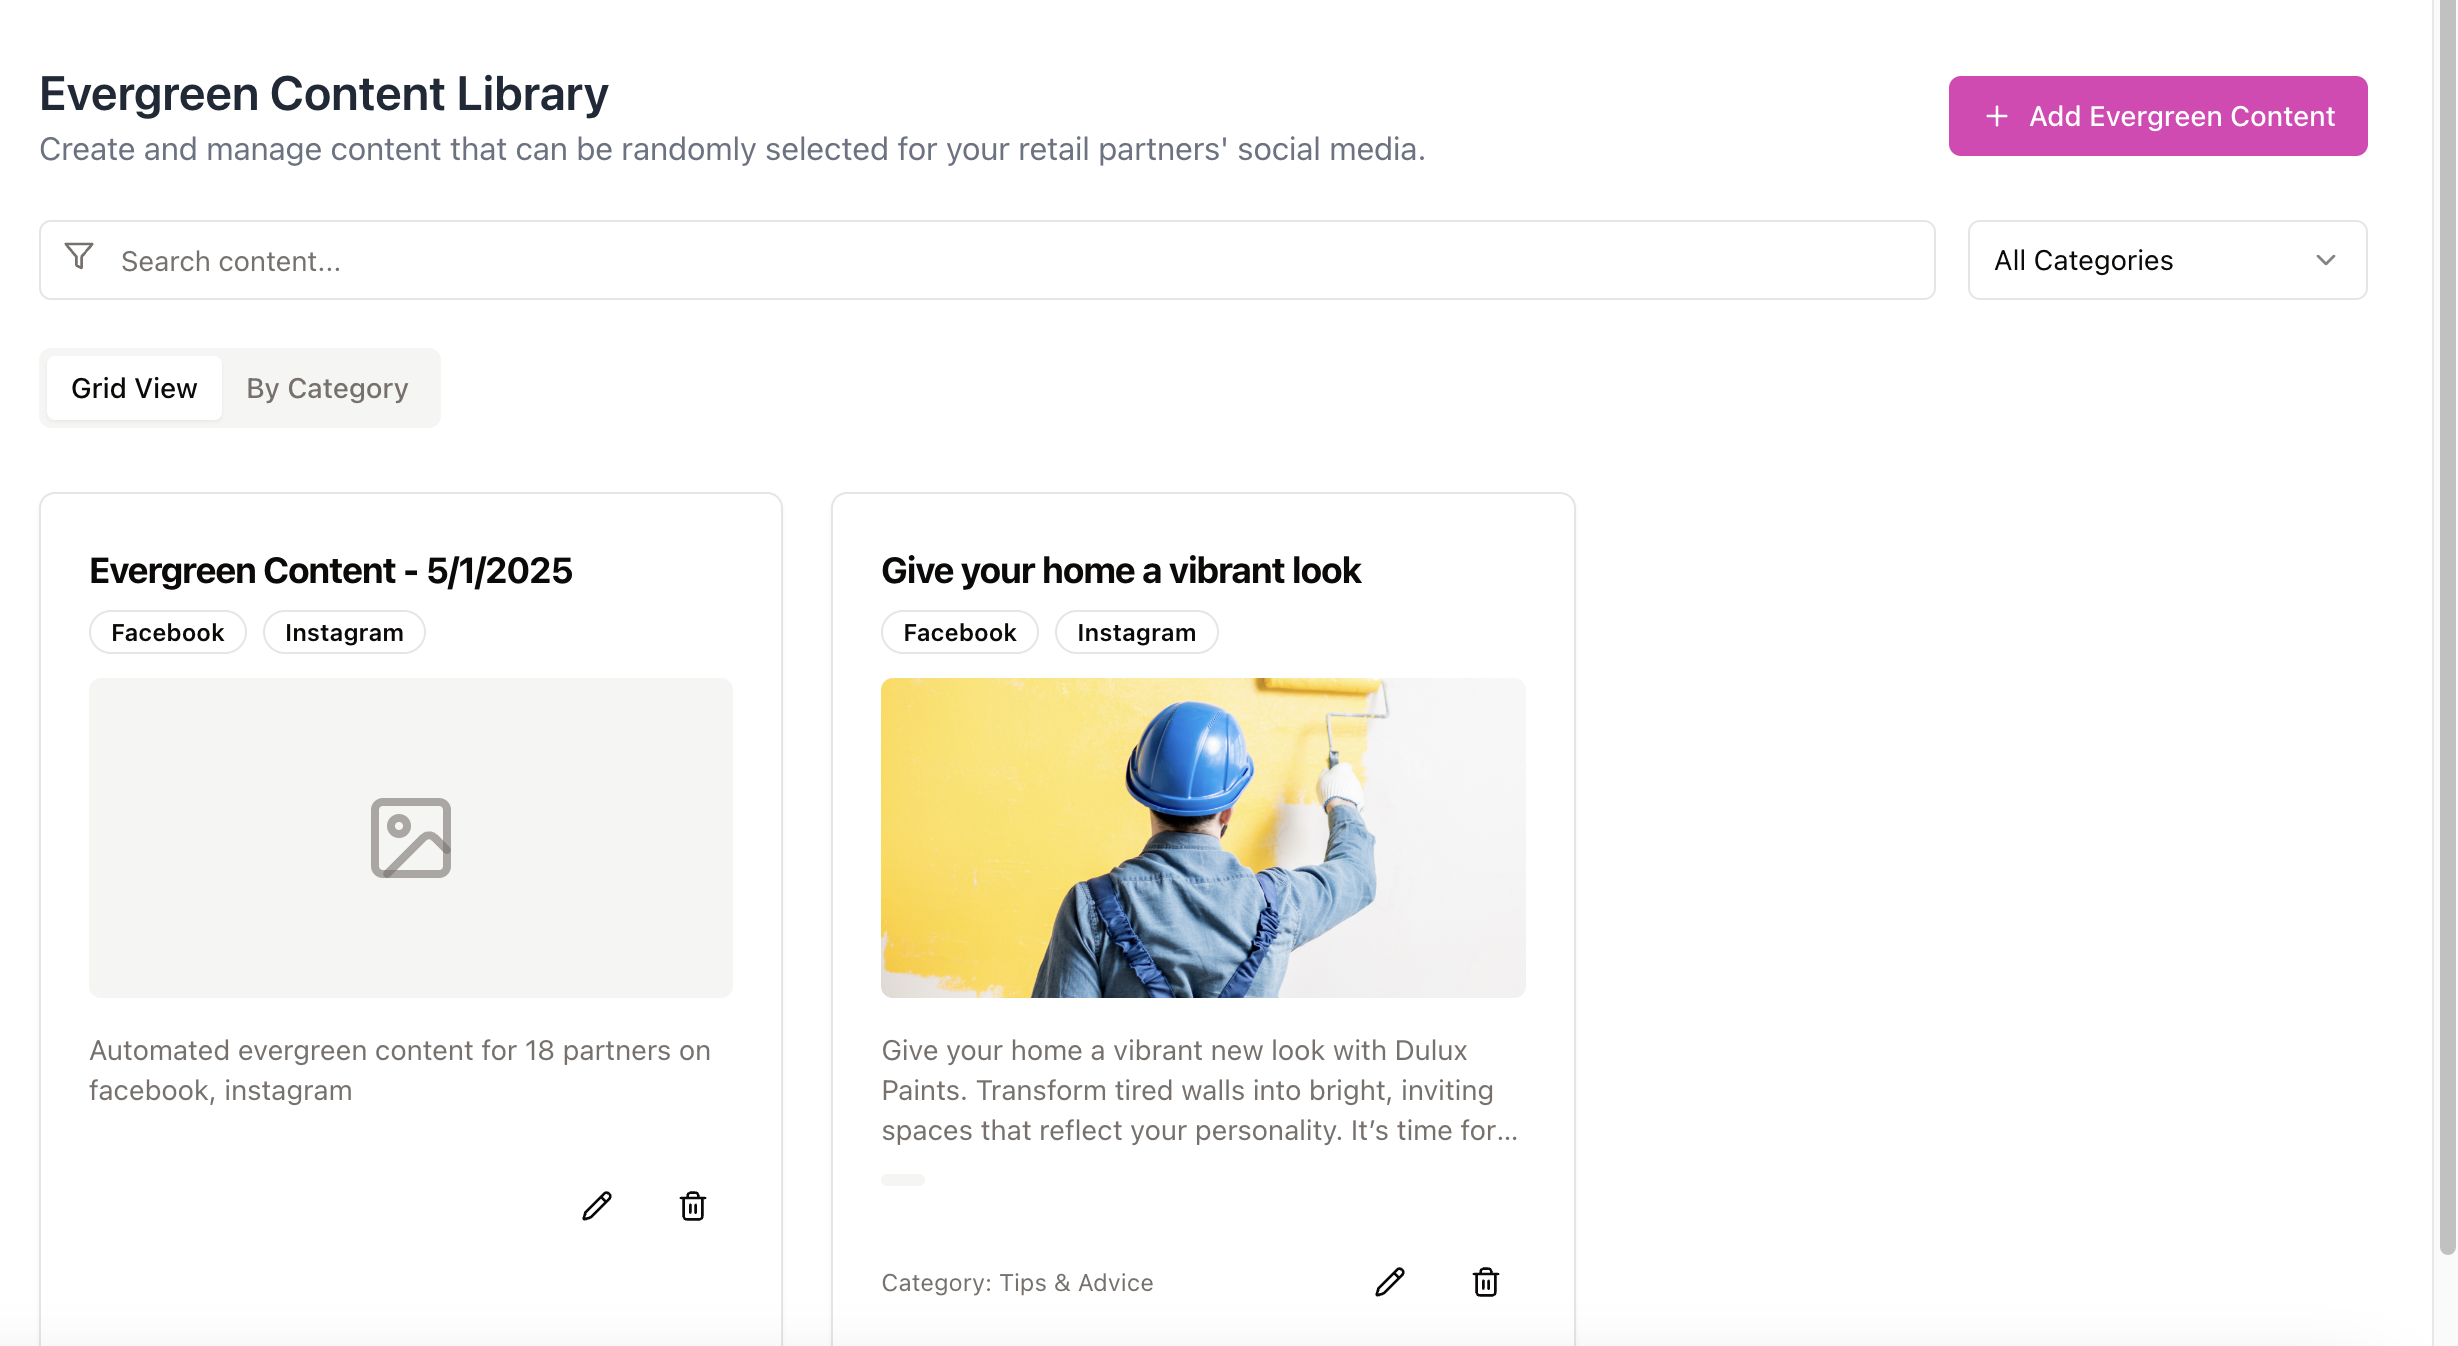 Evergreen Content Library
Create and manage content that can be randomly selected for your retail partners' social media.
+ Add Evergreen Content
Search content...
All Categories
Grid View
By Category
Evergreen Content - 5/1/2025
Facebook
Instagram
Automated evergreen content for 18 partners on
facebook, instagram
Give your home a vibrant look
Facebook
Instagram
Give your home a vibrant new look with Dulux
Paints. Transform tired walls into bright, inviting
spaces that reflect your personality. It’s time for...
Category: Tips & Advice